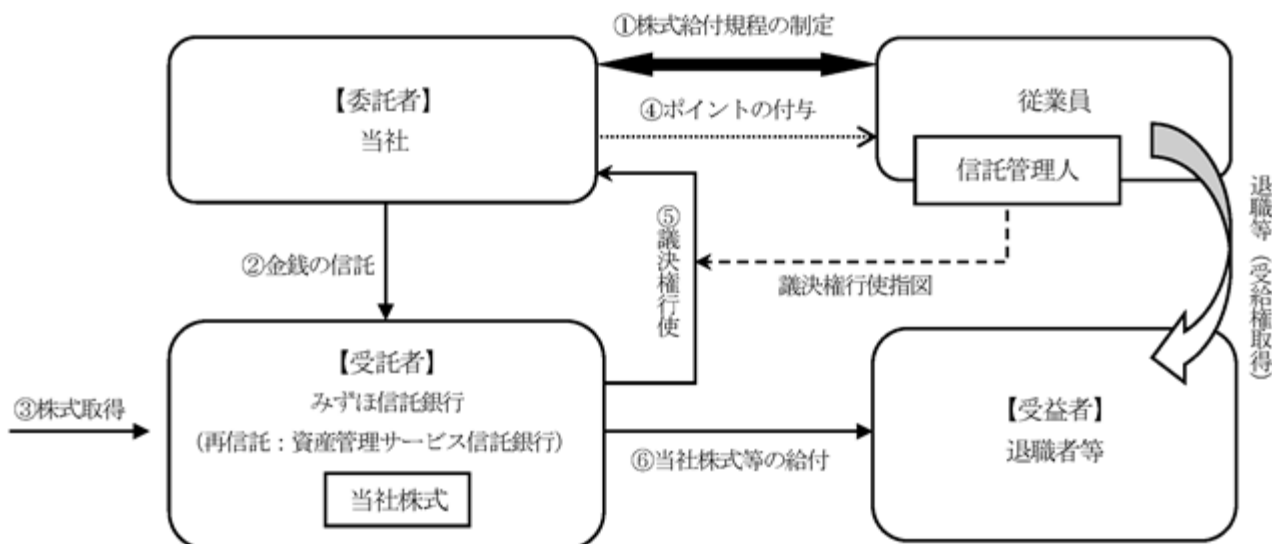 ①株式給付規程の制定
【委託者】
当社
従業員
④ポイントの付与
信託管理人
②金銭の信託
⑤議決権行使
議決権行使指図
退職等(受給権取得)
【受託者】
みずほ信託銀行
(再信託：資産管理サービス信託銀行)
当社株式
③株式取得
⑥当社株式等の給付
【受益者】
退職者等